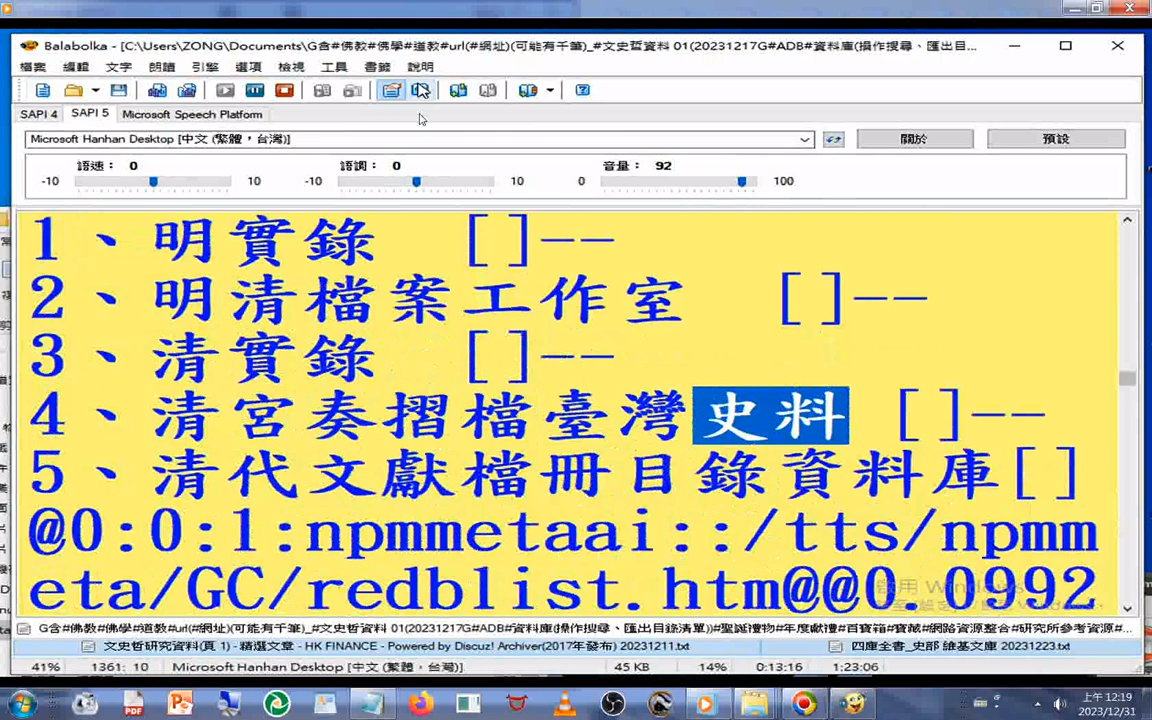 Balabolka - [C:\Users\ZONG\Documents\G含#佛教#佛學#道教#url(#網址)(可能有千筆)_#文史哲資料 01(20231217G#ADB#資料庫(操作搜尋、匯出目...
檔案 編輯 文字 朗讀 引擎 選項 檢視 工具 書籤 說明
SAPI 4 SAPI 5 Microsoft Speech Platform
Microsoft Hanhan Desktop [中文 (繁體，台灣)] 關於 預設
語速： 0 語調： 0 音量： 92
-10 10 -10 10 0 100
1、明實錄 []--
2、明清檔案工作室 []--
3、清實錄 []--
4、清宮奏摺檔臺灣史料 []--
5、清代文獻檔冊目錄資料庫[]
@0:0:1:npmmetaai::/tts/npmm
eta/GC/redblist.htm@@0.0992
啟用 Windows
G含#佛教#佛學#道教#url(#網址)(可能有千筆)_#文史哲資料 01(20231217G#ADB#資料庫(操作搜尋、匯出目錄清單))#聖誕禮物#年度獻禮#百寶箱#寶藏#網路資源整合#研究所參考資源#...
文史哲研究資料(頁 1) - 精選文章 - HK FINANCE - Powered by Discuz! Archiver(2017年發布) 20231211.txt 四庫全書_史部 維基文庫 20231223.txt
41% 1361: 10 Microsoft Hanhan Desktop [中文 (繁體，台灣)] 45 KB 14% 0:13:16 1:23:06
上午 12:19
2023/12/31